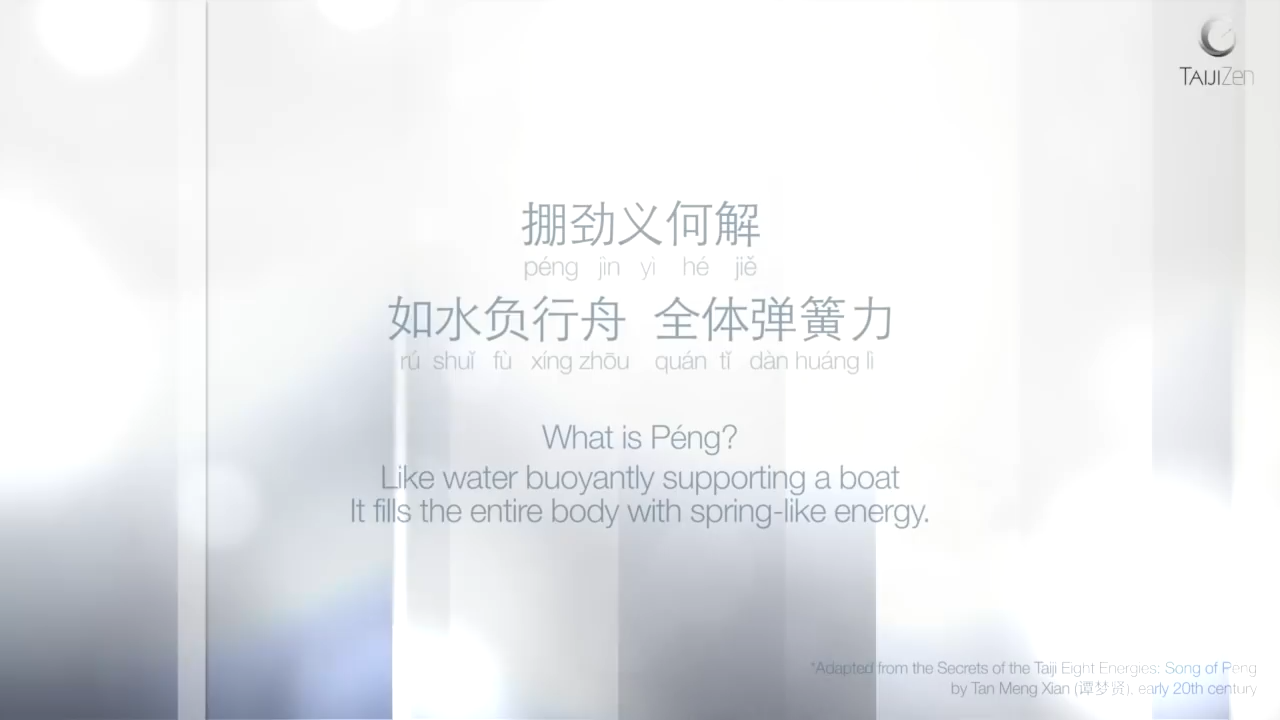 TAIJIZen
掤劲义何解
péng jìn yì hé jiě
如水负行舟 全体弹簧力
rú shuǐ fù xíng zhōu quán tǐ dàn huáng lì
What is Péng?
Like water buoyantly supporting a boat
It fills the entire body with spring-like energy.
*Adapted from the Secrets of the Taiji Eight Energies: Song of Peng
by Tan Meng Xian (谭梦贤), early 20th century